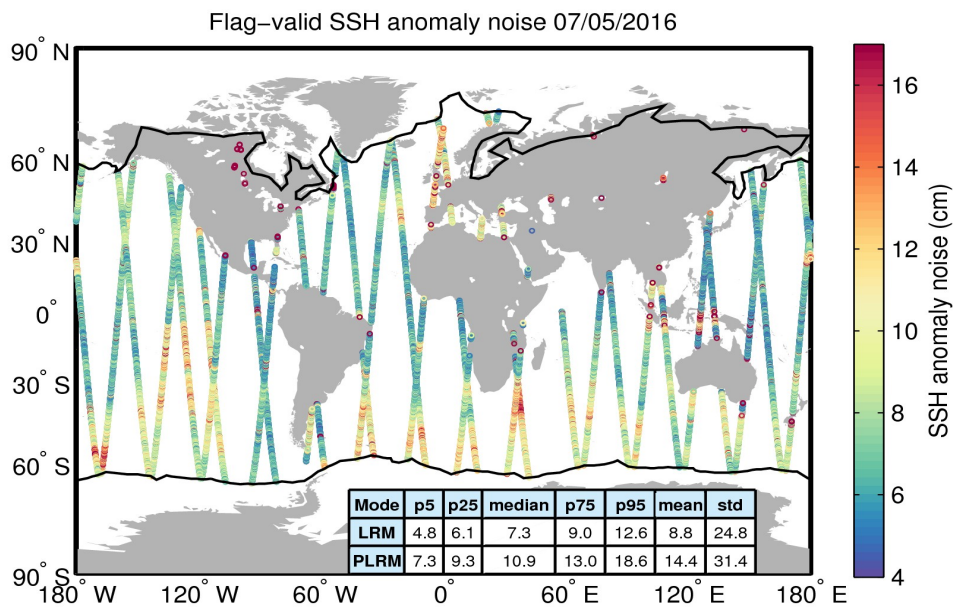 Flag−valid SSH anomaly noise 07/05/2016
90° N
60° N
30° N
0°
30° S
60° S
90° S
180° W
120° W
60° W
0°
60° E
120° E
180° E
Mode p5 p25 median p75 p95 mean std
LRM 4.8 6.1 7.3 9.0 12.6 8.8 24.8
PLRM 7.3 9.3 10.9 13.0 18.6 14.4 31.4
16
14
12
10
8
6
4
SSH anomaly noise (cm)